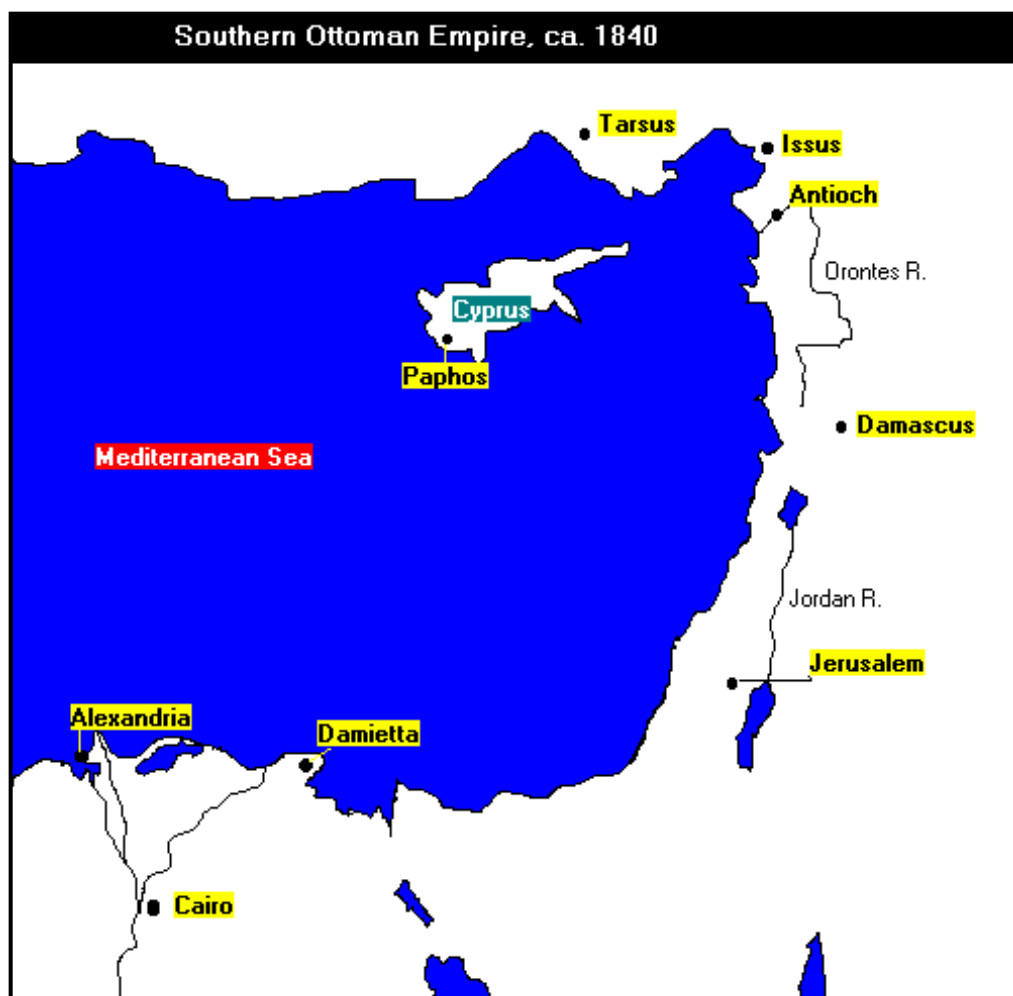 Southern Ottoman Empire, ca. 1840
Tarsus
Issus
Antioch
Orontes R.
Cyprus
Paphos
Damascus
Mediterranean Sea
Jordan R.
Jerusalem
Alexandria
Damietta
Cairo